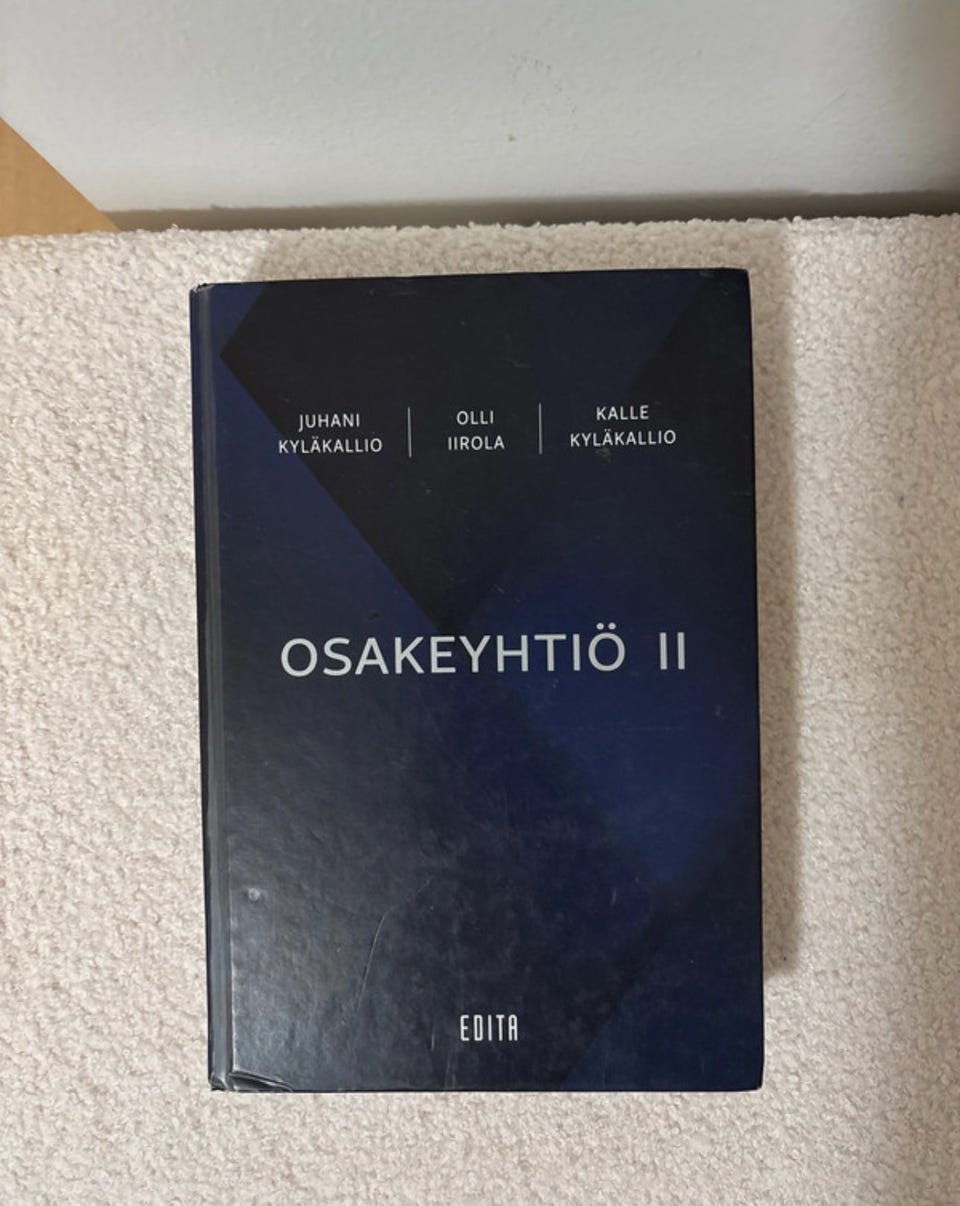 JUHANI
KYLÄKALLIO
OLLI
IIROLA
KALLE
KYLÄKALLIO
OSAKEYHTIÖ II
EDITA